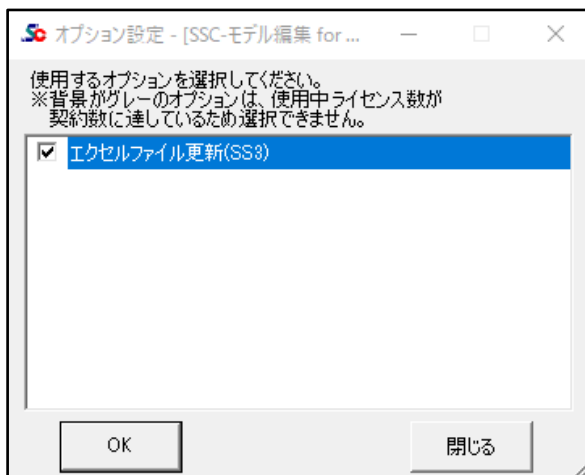 Sc オプション設定 - [SSC-モデル編集 for ...
使用するオプションを選択してください。
※背景がグレーのオプションは、使用中ライセンス数が
契約数に達しているため選択できません。
エクセルファイル更新(SS3)
OK
閉じる